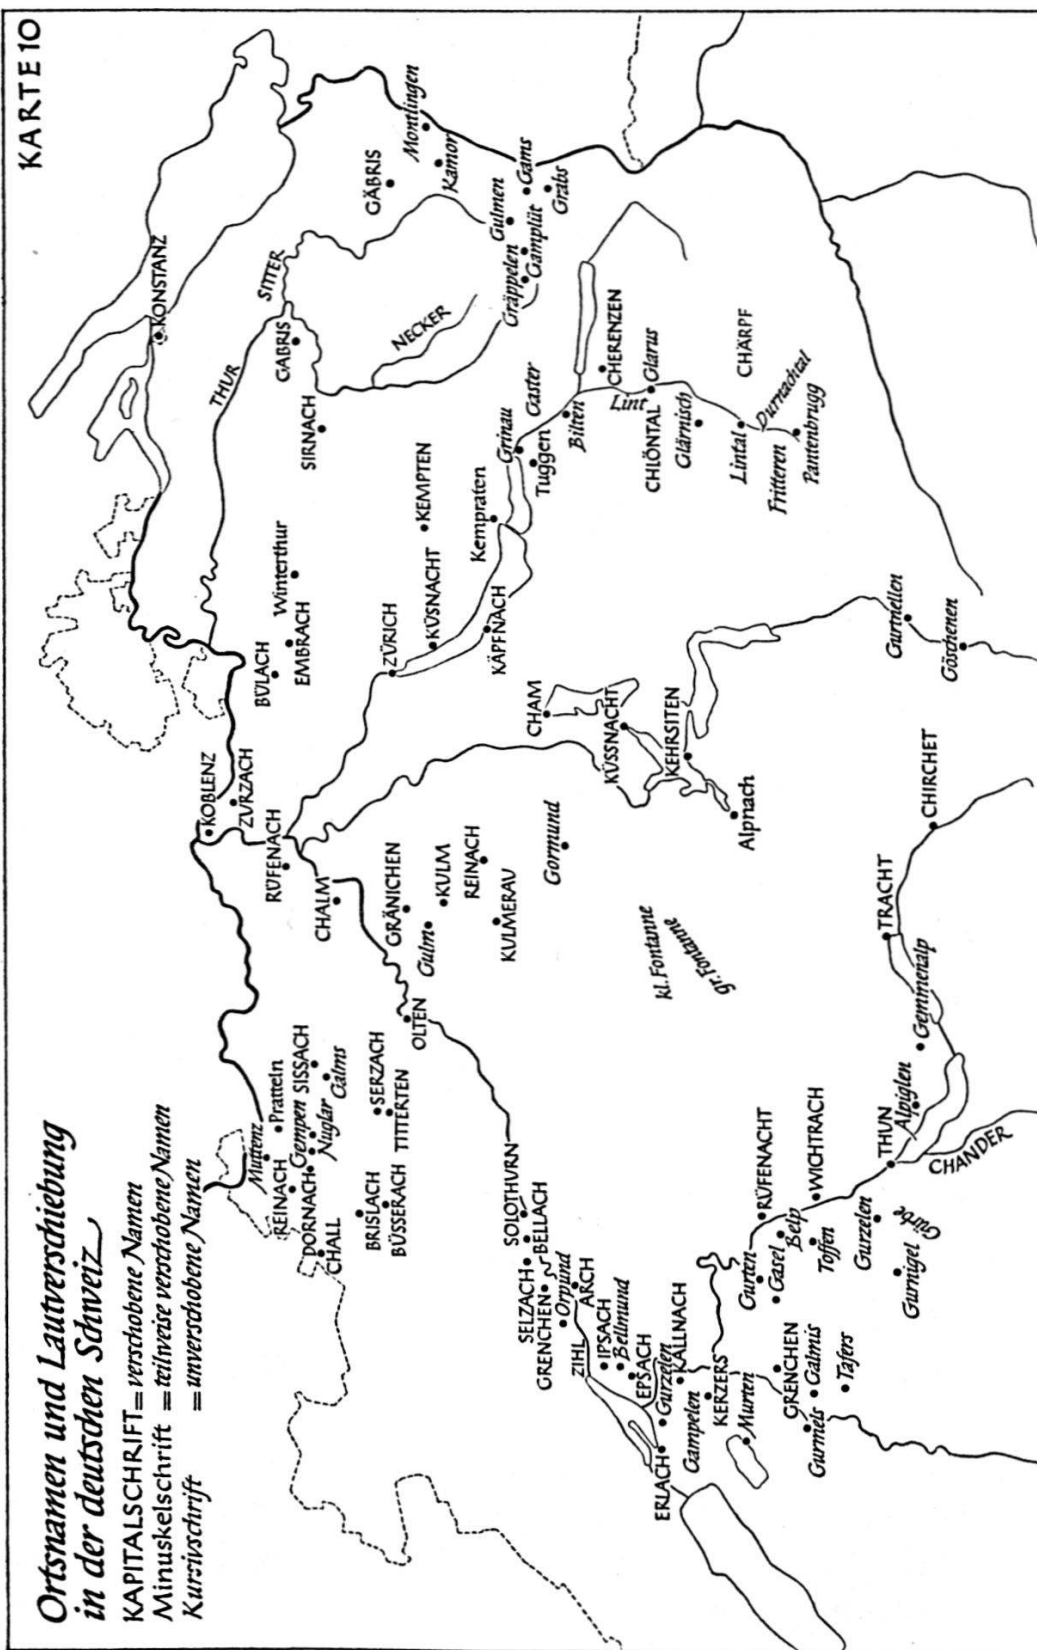 KARTE 10
Ortsnamen und Lautverschiebung
in der deutschen Schweiz
KAPITALSCHRIFT = verschobene Namen
Minuskelschrift = teilweise verschobene Namen
Kursivschrift = unverschobene Namen
KONSTANZ
THUR
SITTER
GÄBRIS
Montlingen
Kamor
GABRIS
NECKER
SIRNACH
Gulmen
Gams
Grabs
Gamplüt
Gräppelen
KOBLENZ
ZURZACH
BÜLACH
EMBRACH
Winterthur
RÜFENACH
CHALM
ZÜRICH
KÜSNACHT
KEMPTEN
Kempraten
KÄPFNACH
Grinau
Tuggen
Gaster
Bilten
CHERENZEN
Lint
Glarus
CHLÖNTAL
Glärnisch
CHÄRPF
Lintal
Durnachtal
Fritteren
Pantenbrugg
Muttenz
Pratteln
REINACH
DORNACH
Gempen
SISSACH
CHALL
Nuglar
Galms
BRISLACH
BÜSSERACH
SERZACH
TITTERTEN
OLTEN
GRÄNICHEN
Gulm
KULM
REINACH
KULMERAU
Gormund
CHAM
KÜSSNACHT
KEHRSITEN
Alpnach
Gurtnellen
Göschenen
kl. Fontanne
gr. Fontanne
SOLOTHURN
BELLACH
SELZACH
GRENCHEN
Orpund
ARCH
ZIHL
IPSACH
Bellmund
EPSACH
Gurzelen
KALLNACH
ERLACH
Gampelen
KERZERS
Murten
GRENCHEN
Galmis
Gurmels
Tafers
Gurten
Gasel
Belp
RÜFENACHT
Toffen
WICHTRACH
Gurzelen
Gürbe
Gurnigel
THUN
Alpiglen
CHANDER
Gemmenalp
TRACHT
CHIRCHET